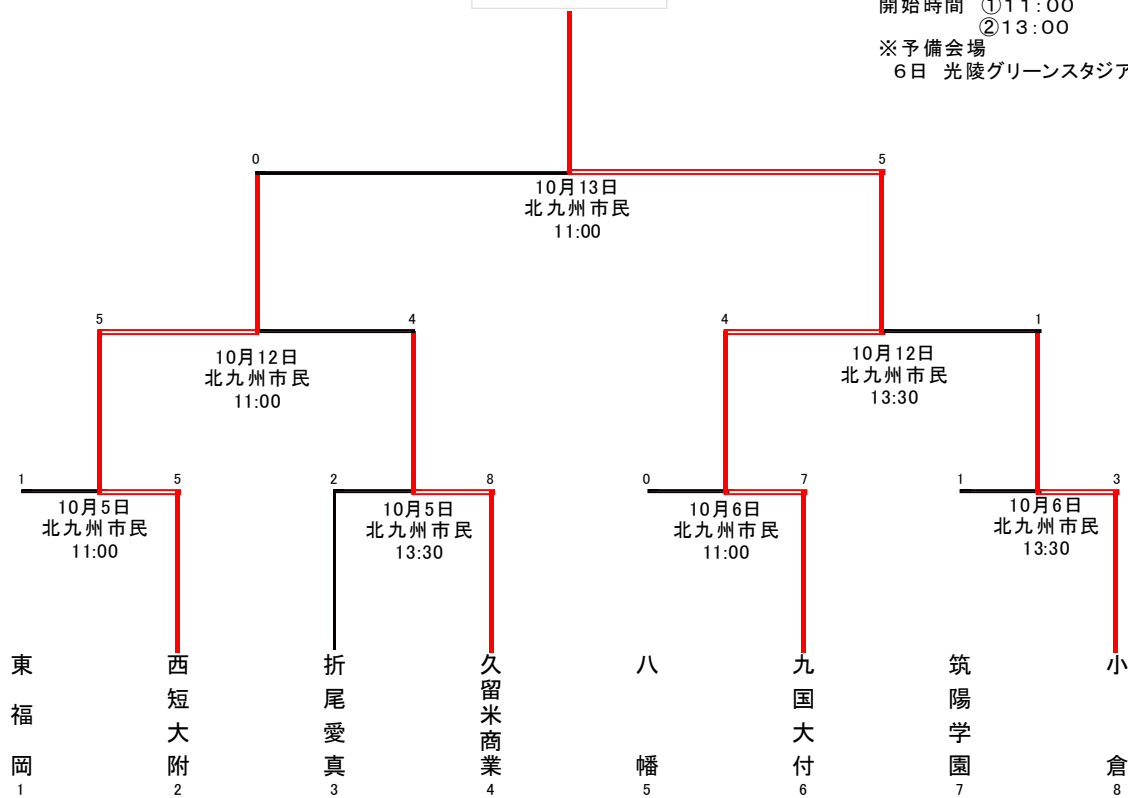 開始時間 ①11:00
②13:00
※予備会場
6日 光陵グリーンスタジア
0 5
10月13日
北九州市民
11:00
5 4 4 1
10月12日
北九州市民
11:00
10月12日
北九州市民
13:30
1 5 2 8 0 7 1 3
10月5日
北九州市民
11:00
10月5日
北九州市民
13:30
10月6日
北九州市民
11:00
10月6日
北九州市民
13:30
東福岡
西短大附
折尾愛真
久留米商業
八幡
九国大付
筑陽学園
小倉
1 2 3 4 5 6 7 8